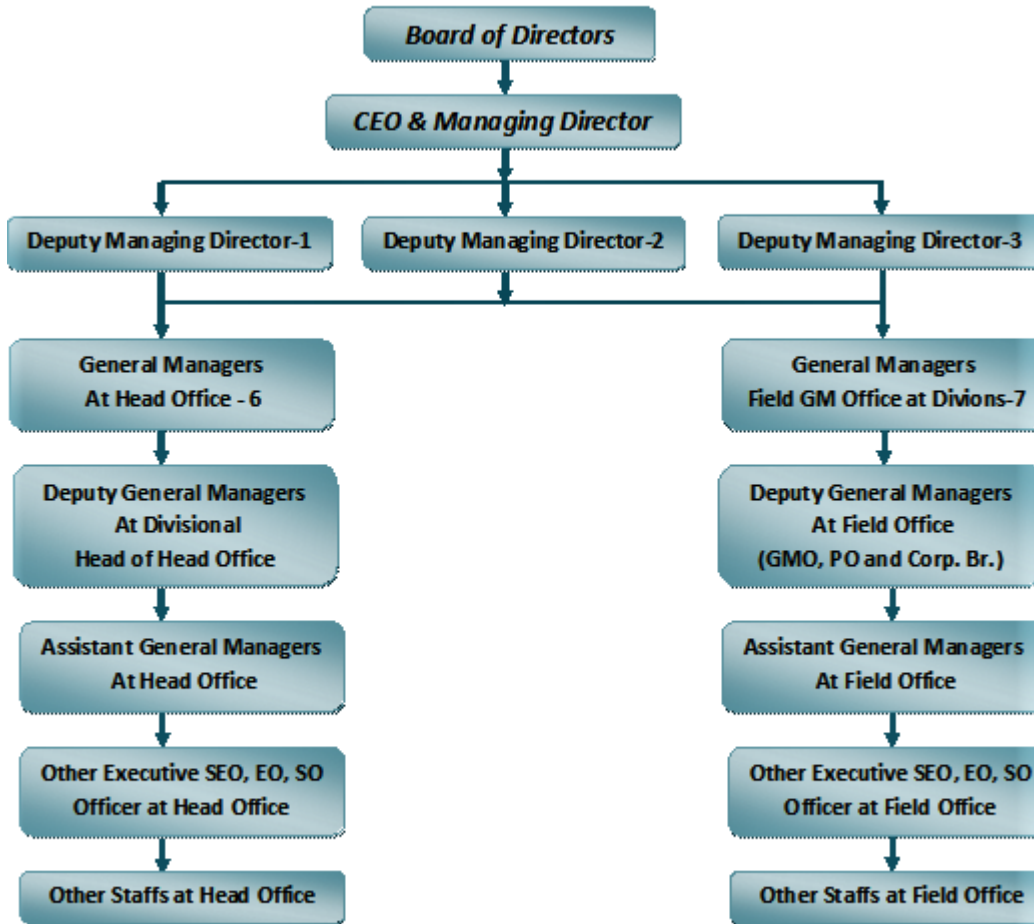 Board of Directors
CEO & Managing Director
Deputy Managing Director-1
Deputy Managing Director-2
Deputy Managing Director-3
General Managers
At Head Office - 6
General Managers
Field GM Office at Divions-7
Deputy General Managers
At Divisional
Head of Head Office
Deputy General Managers
At Field Office
(GMO, PO and Corp. Br.)
Assistant General Managers
At Head Office
Assistant General Managers
At Field Office
Other Executive SEO, EO, SO
Officer at Head Office
Other Executive SEO, EO, SO
Officer at Field Office
Other Staffs at Head Office
Other Staffs at Field Office